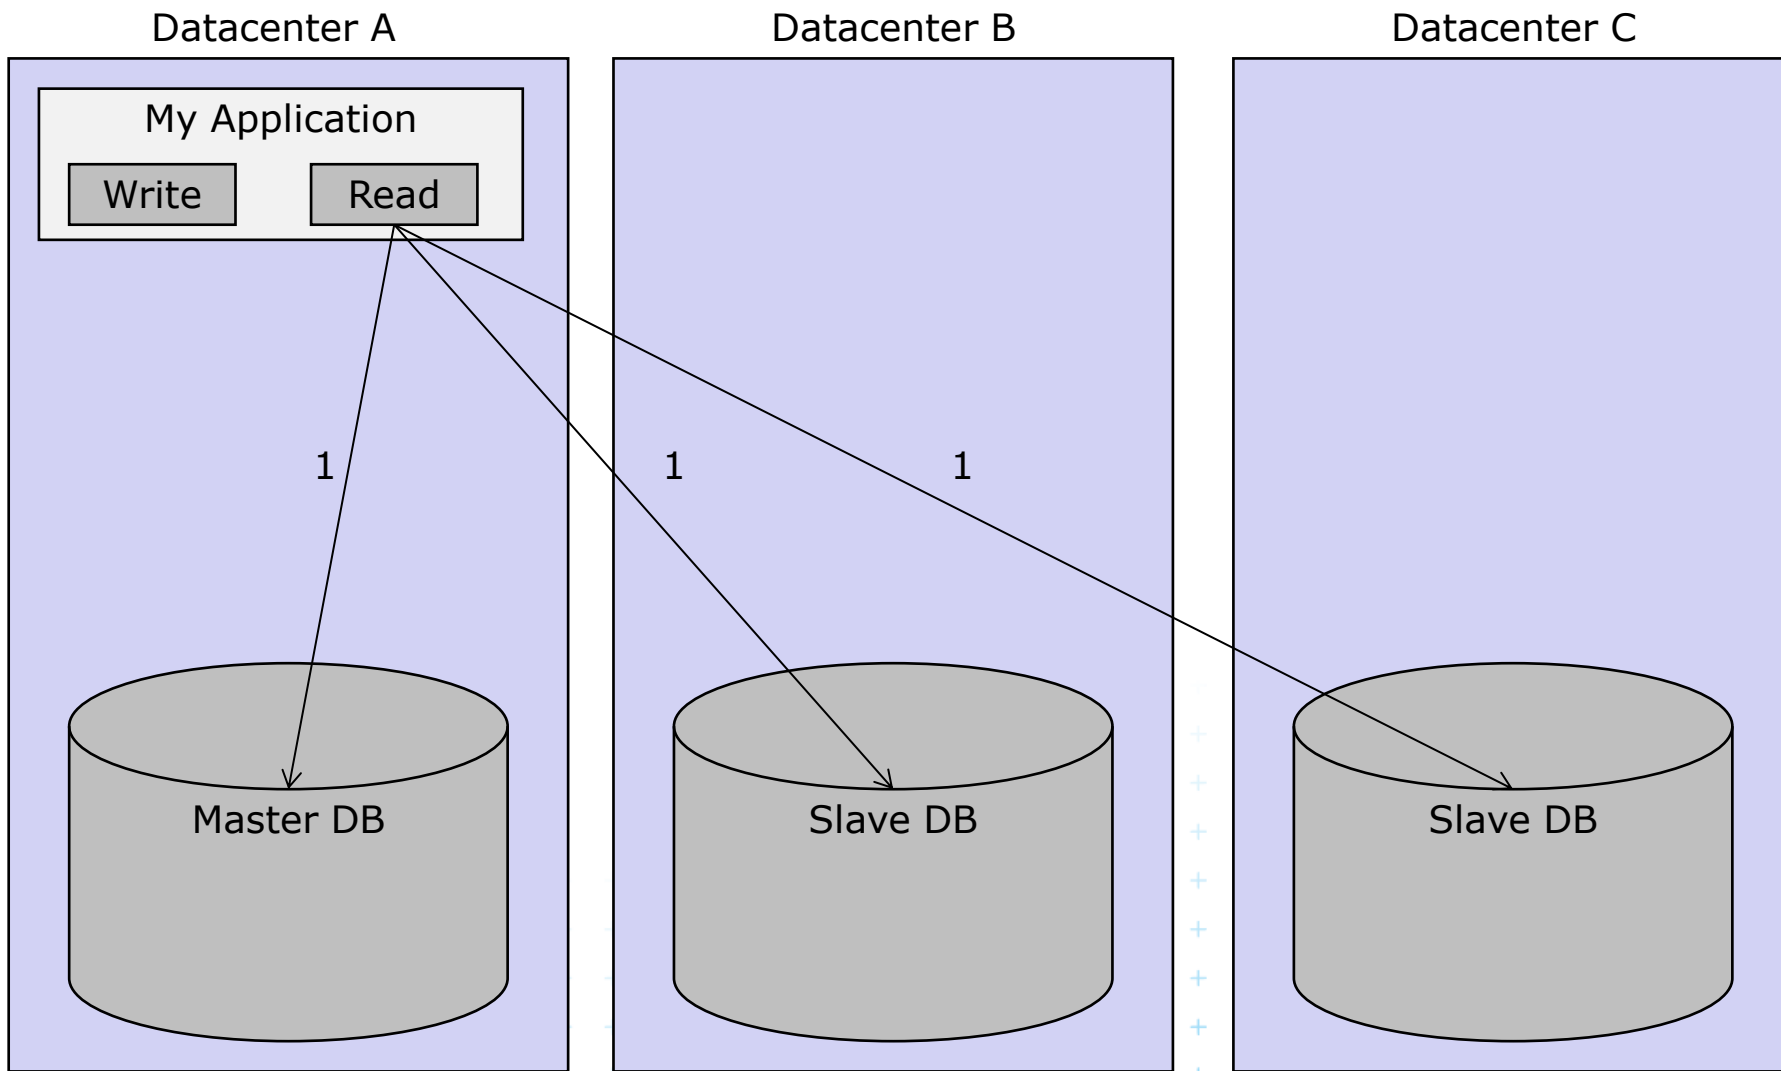 Datacenter A
Datacenter B
Datacenter C
My Application
Write
Read
1
1
1
Master DB
Slave DB
Slave DB